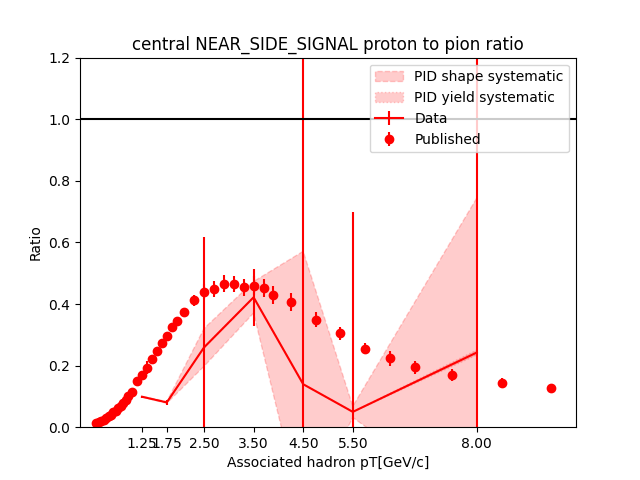 central NEAR_SIDE_SIGNAL proton to pion ratio
1.2
1.0
0.8
0.6
0.4
0.2
0.0
Ratio
PID shape systematic
PID yield systematic
Data
Published
1.25 1.75 2.50 3.50 4.50 5.50 8.00
Associated hadron pT[GeV/c]